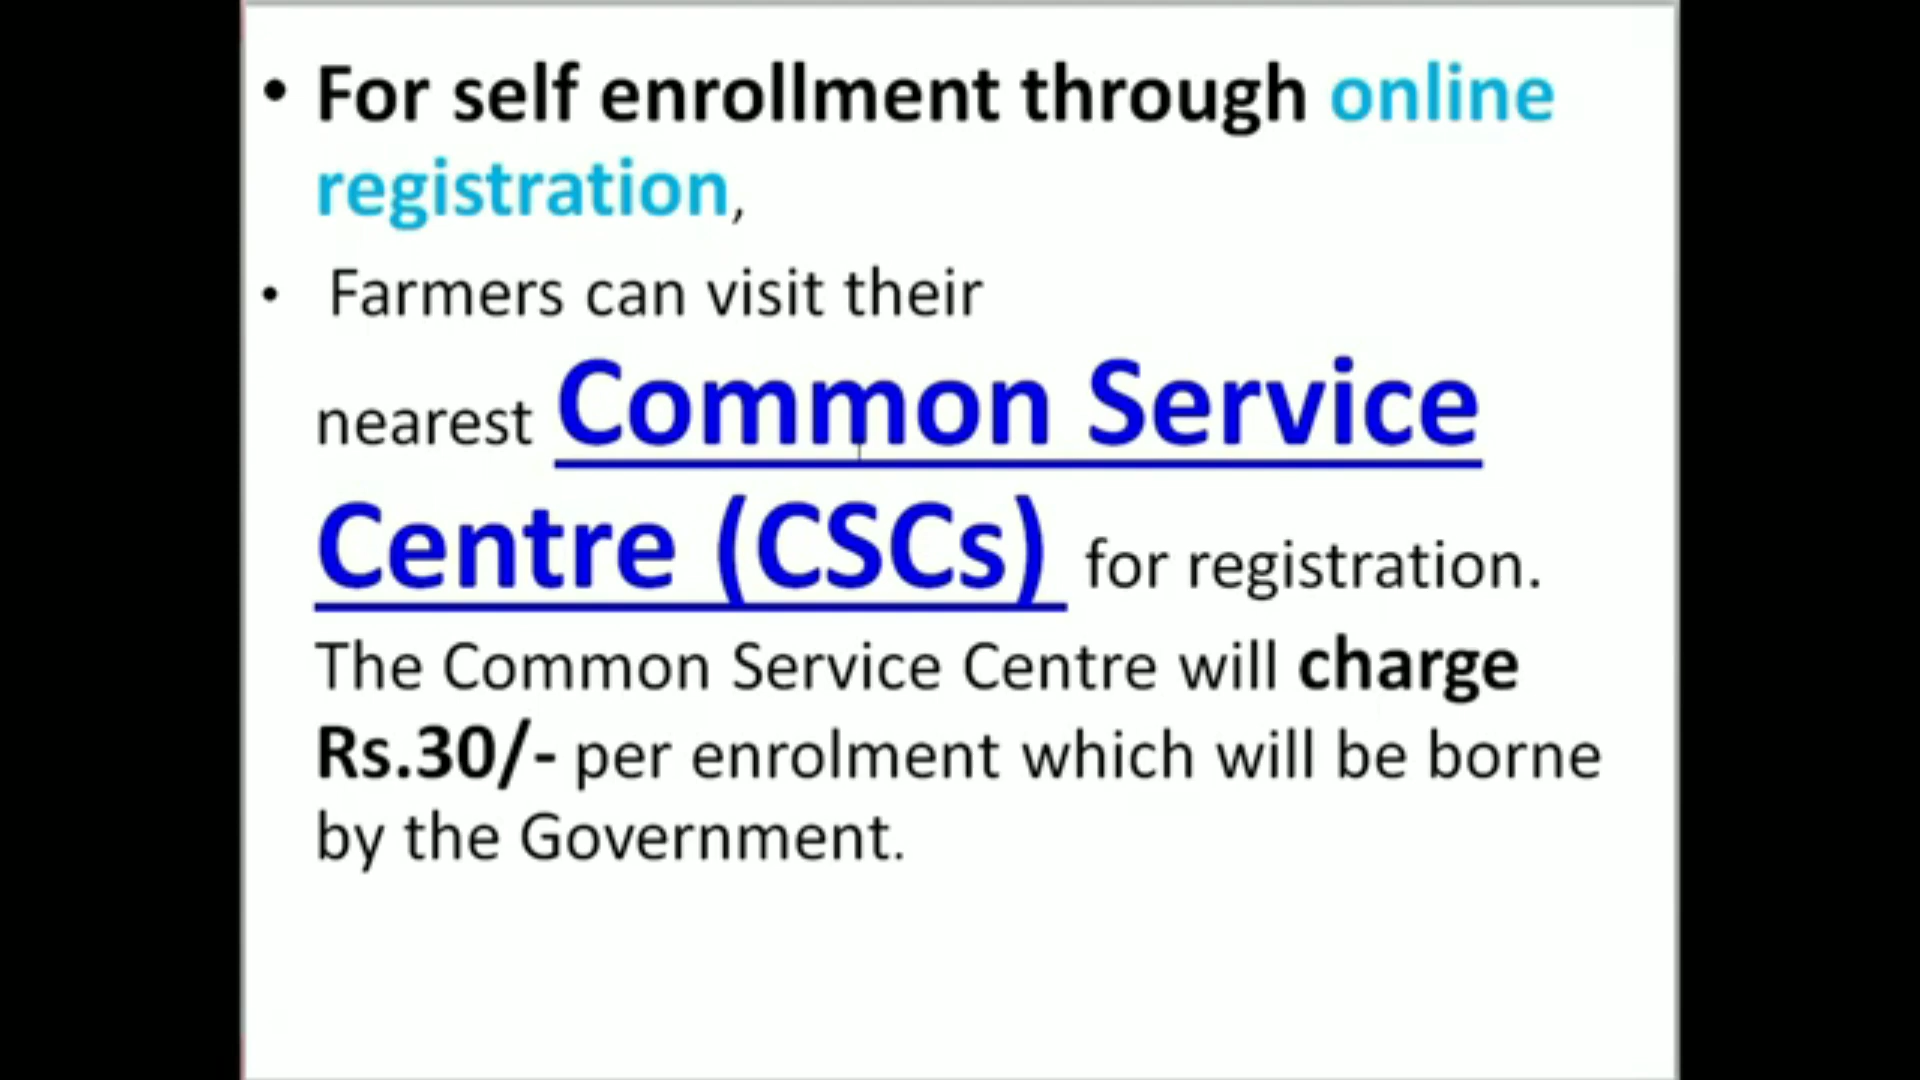 • For self enrollment through online
registration,
• Farmers can visit their
nearest Common Service
Centre (CSCs) for registration.
The Common Service Centre will charge
Rs.30/- per enrolment which will be borne
by the Government.